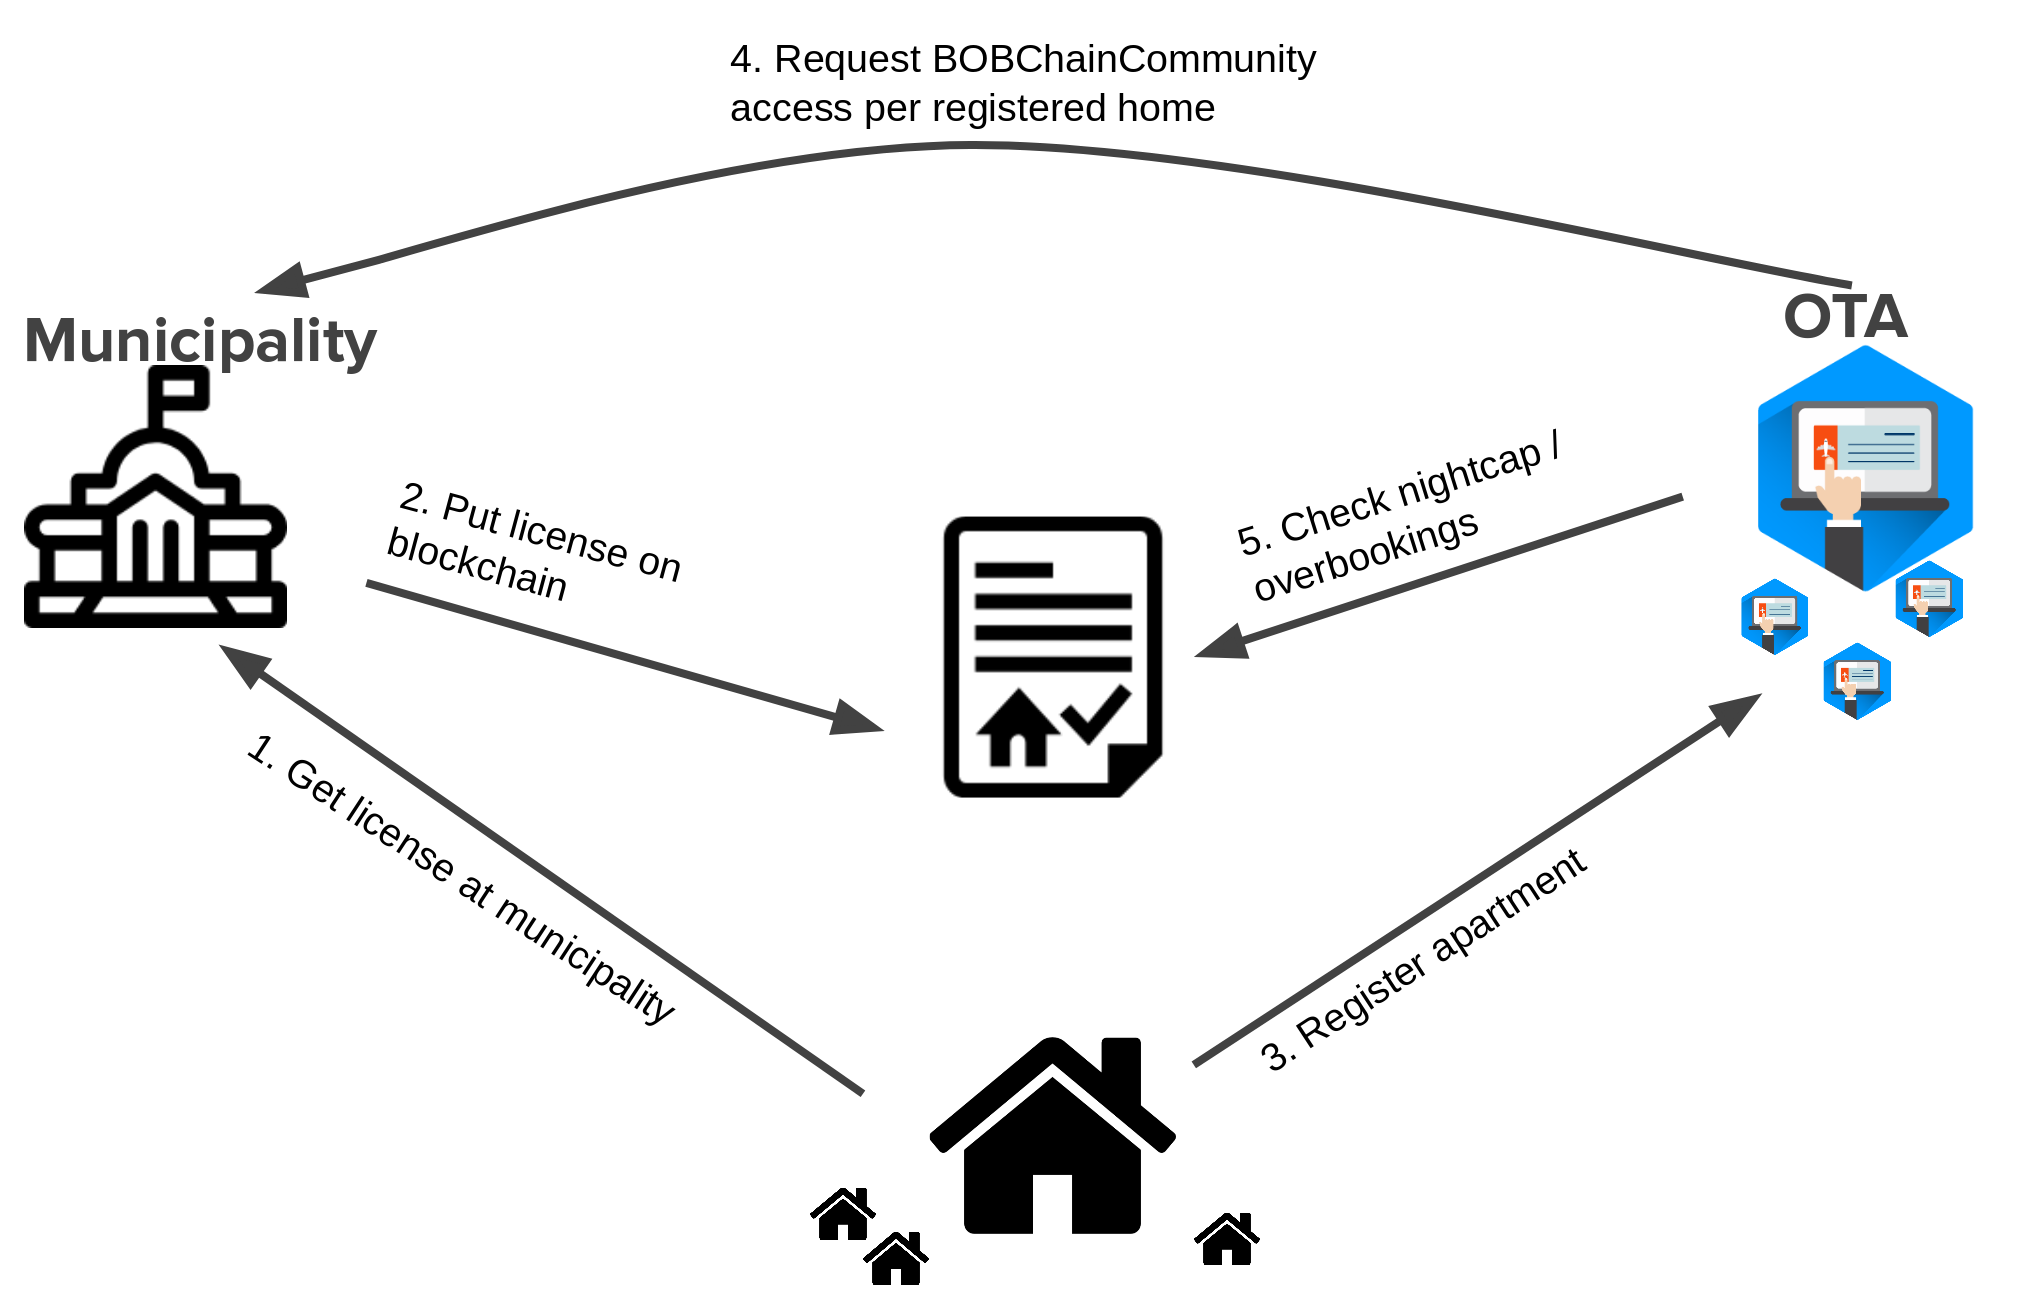 4. Request BOBChainCommunity
access per registered home
Municipality
OTA
2. Put license on
blockchain
5. Check nightcap /
overbookings
1. Get license at municipality
3. Register apartment